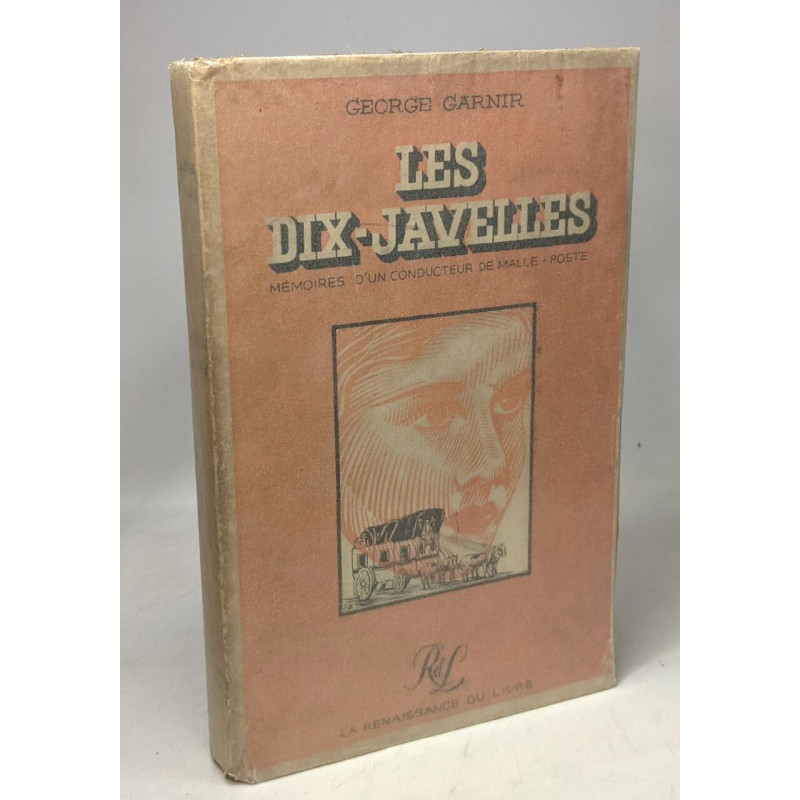 GEORGE GARNIR
LES
DIX-JAVELLES
MÉMOIRES D'UN CONDUCTEUR DE MALLE-POSTE
RdL
LA RENAISSANCE DU LIVRE